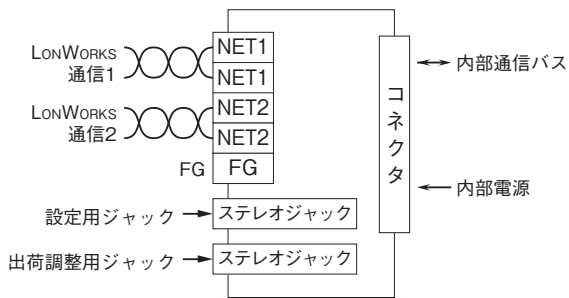 LONWORKS
通信1
NET1
NET1
LONWORKS
通信2
NET2
NET2
FG
FG
設定用ジャック
ステレオジャック
出荷調整用ジャック
ステレオジャック
コネクタ
内部通信バス
内部電源